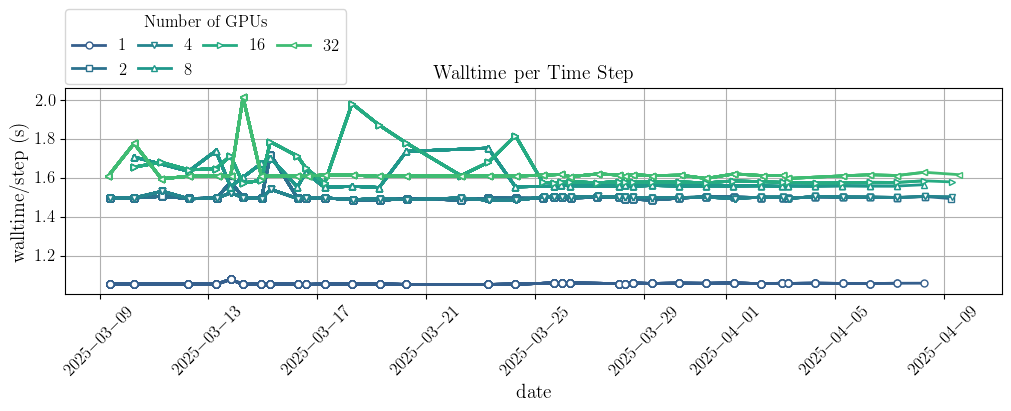 Number of GPUs
1 4 16 32
2 8
Walltime per Time Step
walltime/step (s)
2.0
1.8
1.6
1.4
1.2
2025−03−09 2025−03−13 2025−03−17 2025−03−21 2025−03−25 2025−03−29 2025−04−01 2025−04−05 2025−04−09
date